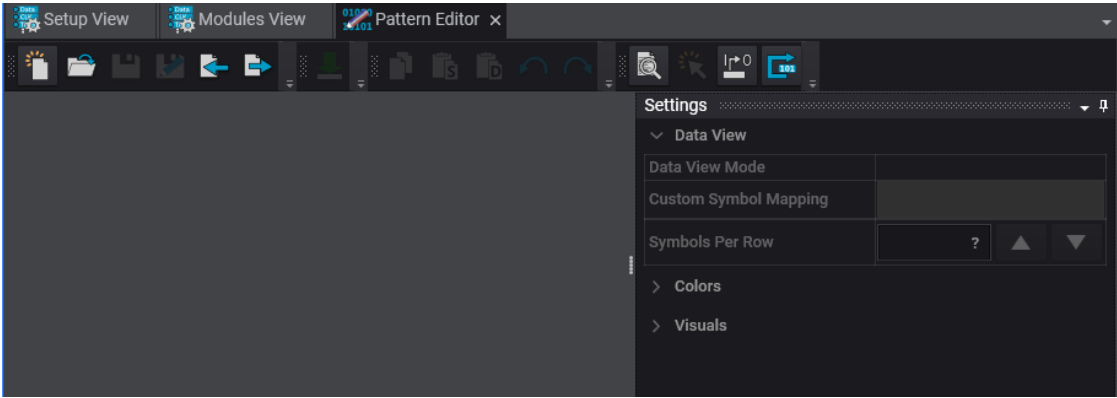 Setup View
Modules View
Pattern Editor
Settings
Data View
Data View Mode
Custom Symbol Mapping
Symbols Per Row
?
Colors
Visuals